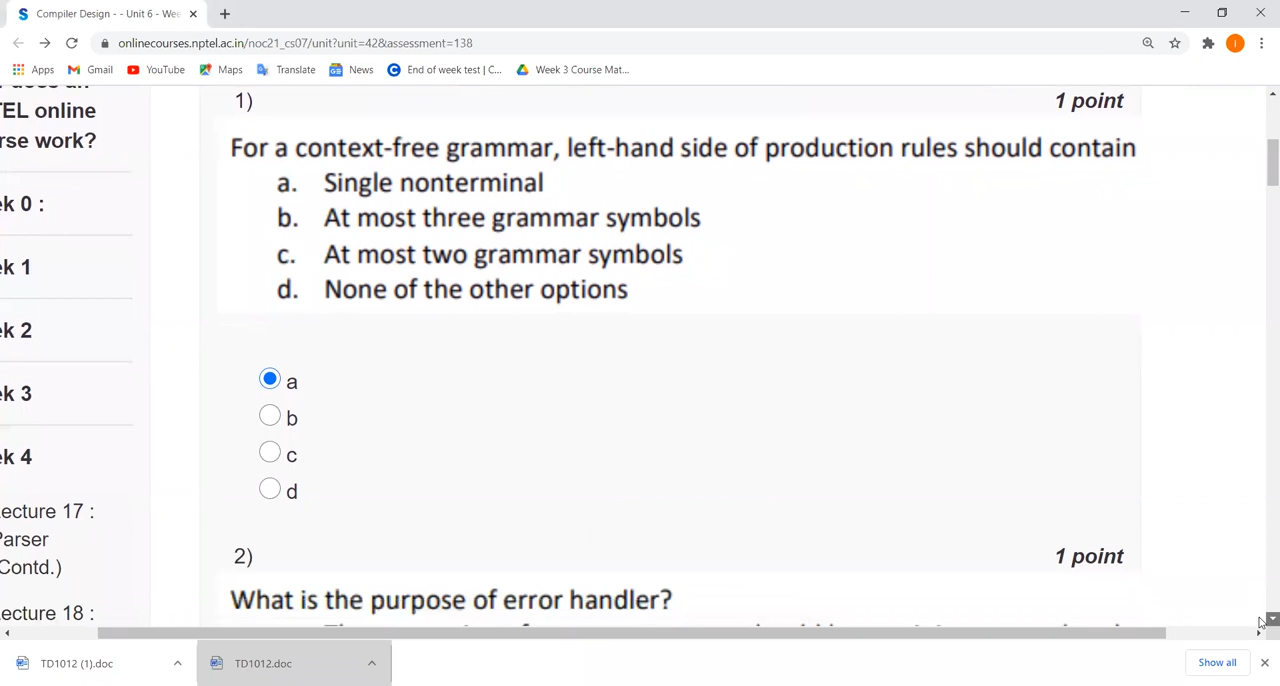 Compiler Design - - Unit 6 - Wee
onlinecourses.nptel.ac.in/noc21_cs07/unit?unit=42&assessment=138
Apps Gmail YouTube Maps Translate News End of week test | C... Week 3 Course Mat...
TEL online
rse work?
ek 0 :
ek 1
ek 2
ek 3
ek 4
ecture 17 :
Parser
Contd.)
ecture 18 :
1) 1 point
For a context-free grammar, left-hand side of production rules should contain
a. Single nonterminal
b. At most three grammar symbols
c. At most two grammar symbols
d. None of the other options
a
b
c
d
2) 1 point
What is the purpose of error handler?
TD1012 (1).doc TD1012.doc Show all